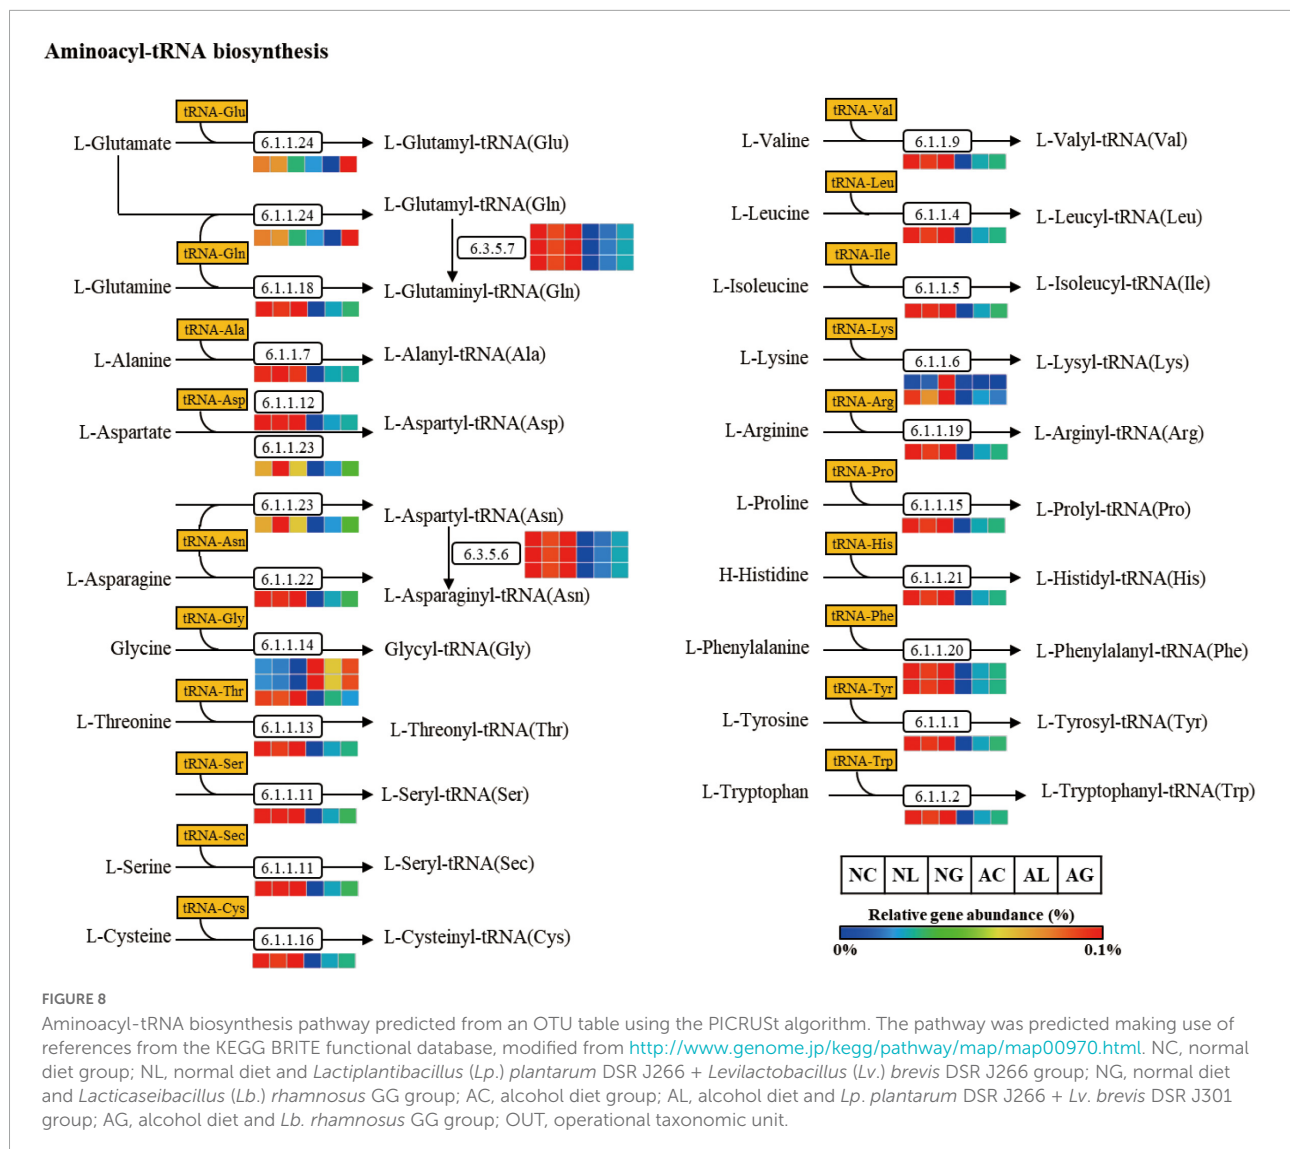 Aminoacyl-tRNA biosynthesis
tRNA-Glu
L-Glutamate
6.1.1.24
L-Glutamyl-tRNA(Glu)
6.1.1.24
L-Glutamyl-tRNA(Gln)
6.3.5.7
tRNA-Gln
L-Glutamine
6.1.1.18
L-Glutaminyl-tRNA(Gln)
tRNA-Ala
L-Alanine
6.1.1.7
L-Alanyl-tRNA(Ala)
tRNA-Asp
6.1.1.12
L-Aspartate
L-Aspartyl-tRNA(Asp)
6.1.1.23
6.1.1.23
L-Aspartyl-tRNA(Asn)
tRNA-Asn
6.3.5.6
L-Asparagine
6.1.1.22
L-Asparaginyl-tRNA(Asn)
tRNA-Gly
Glycine
6.1.1.14
Glycyl-tRNA(Gly)
tRNA-Thr
L-Threonine
6.1.1.13
L-Threonyl-tRNA(Thr)
tRNA-Ser
6.1.1.11
L-Seryl-tRNA(Ser)
tRNA-Sec
L-Serine
6.1.1.11
L-Seryl-tRNA(Sec)
tRNA-Cys
L-Cysteine
6.1.1.16
L-Cysteinyl-tRNA(Cys)
tRNA-Val
L-Valine
6.1.1.9
L-Valyl-tRNA(Val)
tRNA-Leu
L-Leucine
6.1.1.4
L-Leucyl-tRNA(Leu)
tRNA-Ile
L-Isoleucine
6.1.1.5
L-Isoleucyl-tRNA(Ile)
tRNA-Lys
L-Lysine
6.1.1.6
L-Lysyl-tRNA(Lys)
tRNA-Arg
L-Arginine
6.1.1.19
L-Arginyl-tRNA(Arg)
tRNA-Pro
L-Proline
6.1.1.15
L-Prolyl-tRNA(Pro)
tRNA-His
H-Histidine
6.1.1.21
L-Histidyl-tRNA(His)
tRNA-Phe
L-Phenylalanine
6.1.1.20
L-Phenylalanyl-tRNA(Phe)
tRNA-Tyr
L-Tyrosine
6.1.1.1
L-Tyrosyl-tRNA(Tyr)
tRNA-Trp
L-Tryptophan
6.1.1.2
L-Tryptophanyl-tRNA(Trp)
NC NL NG AC AL AG
Relative gene abundance (%)
0% 0.1%
FIGURE 8
Aminoacyl-tRNA biosynthesis pathway predicted from an OTU table using the PICRUSt algorithm. The pathway was predicted making use of
references from the KEGG BRITE functional database, modified from http://www.genome.jp/kegg/pathway/map/map00970.html. NC, normal
diet group; NL, normal diet and Lactiplantibacillus (Lp.) plantarum DSR J266 + Levilactobacillus (Lv.) brevis DSR J266 group; NG, normal diet
and Lacticaseibacillus (Lb.) rhamnosus GG group; AC, alcohol diet group; AL, alcohol diet and Lp. plantarum DSR J266 + Lv. brevis DSR J301
group; AG, alcohol diet and Lb. rhamnosus GG group; OUT, operational taxonomic unit.